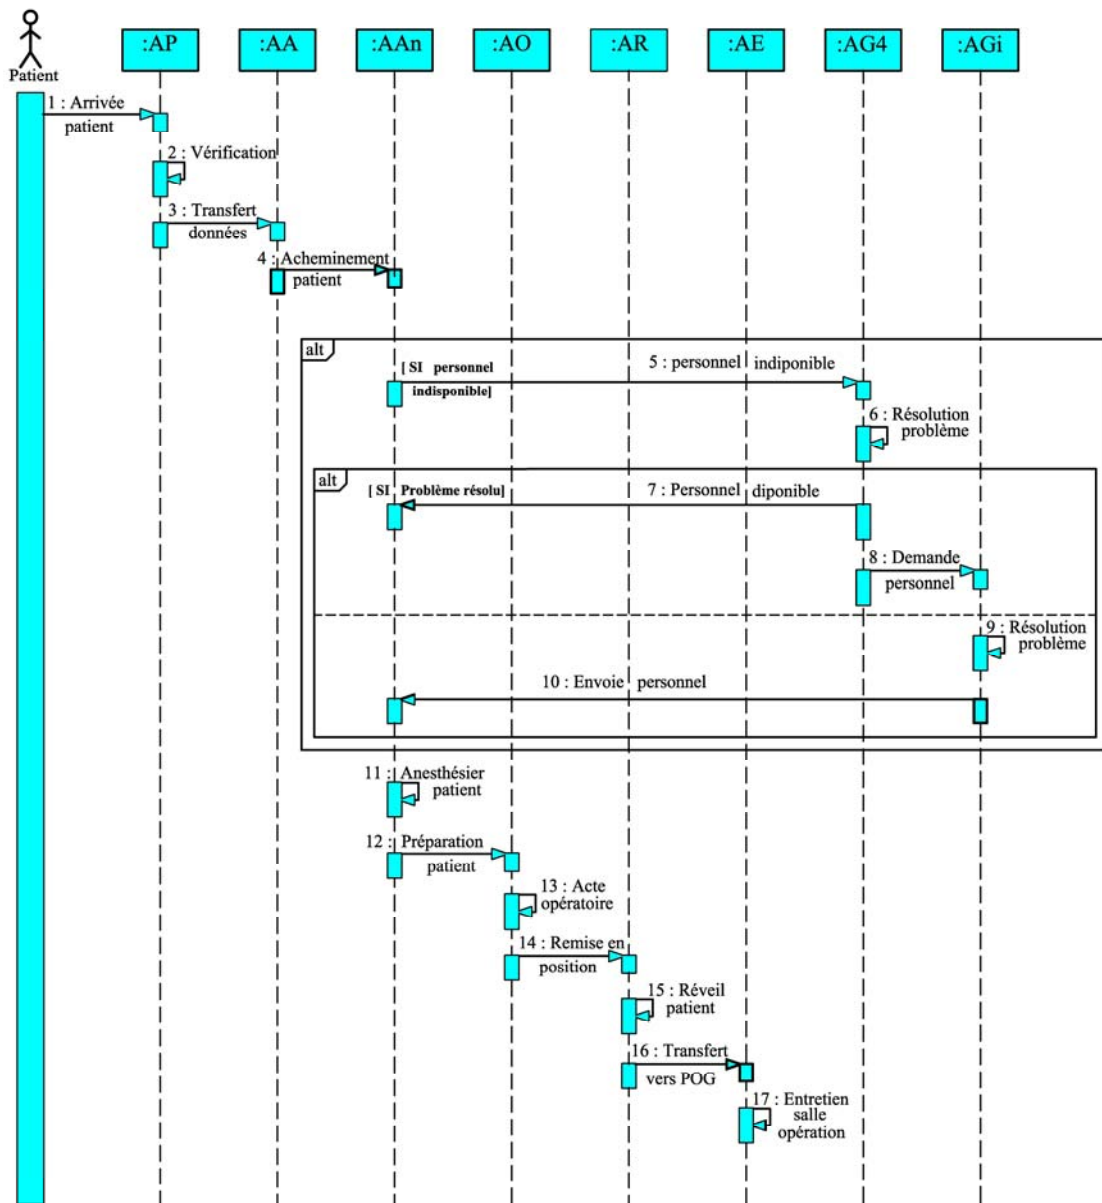 Patient
:AP
:AA
:AAn
:AO
:AR
:AE
:AG4
:AGi
1 : Arrivée
patient
2 : Vérification
3 : Transfert
données
4 : Acheminement
patient
alt
[ SI personnel
indisponible]
5 : personnel indiponible
6 : Résolution
problème
alt
[ SI Problème résolu]
7 : Personnel diponible
8 : Demande
personnel
9 : Résolution
problème
10 : Envoie personnel
11 : Anesthésier
patient
12 : Préparation
patient
13 : Acte
opératoire
14 : Remise en
position
15 : Réveil
patient
16 : Transfert
vers POG
17 : Entretien
salle
opération